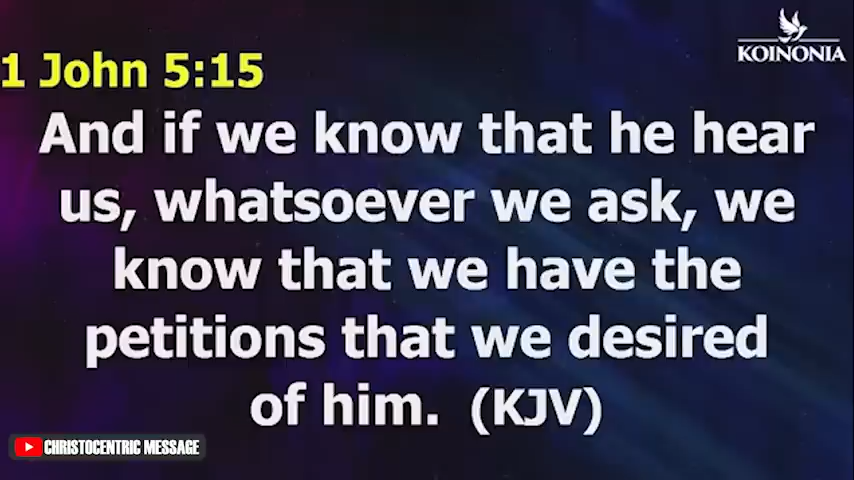 KOINONIA
1 John 5:15
And if we know that he hear
us, whatsoever we ask, we
know that we have the
petitions that we desired
of him. (KJV)
CHRISTOCENTRIC MESSAGE